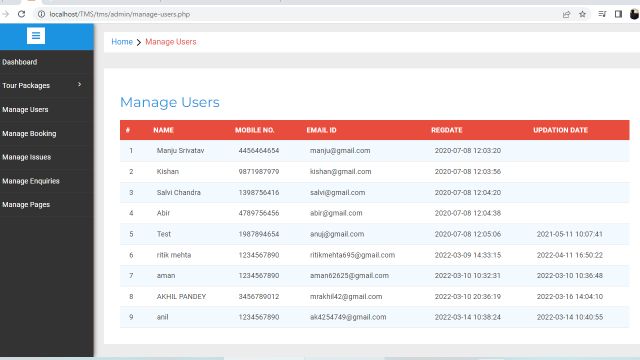 localhost/TMS/tms/admin/manage-users.php
Home > Manage Users
Dashboard
Tour Packages >
Manage Users
Manage Booking
Manage Issues
Manage Enquiries
Manage Pages
Manage Users
# NAME MOBILE NO. EMAIL ID REGDATE UPDATION DATE
1 Manju Srivatav 4456464654 manju@gmail.com 2020-07-08 12:03:20
2 Kishan 9871987979 kishan@gmail.com 2020-07-08 12:03:56
3 Salvi Chandra 1398756416 salvi@gmail.com 2020-07-08 12:04:20
4 Abir 4789756456 abir@gmail.com 2020-07-08 12:04:38
5 Test 1987894654 anuj@gmail.com 2020-07-08 12:05:06 2021-05-11 10:07:41
6 ritik mehta 1234567890 ritikmehta695@gmail.com 2022-03-09 14:33:15 2022-04-11 16:50:22
7 aman 1234567890 aman62625@gmail.com 2022-03-10 10:32:31 2022-03-10 10:36:48
8 AKHIL PANDEY 3456789012 mrakhil42@gmail.com 2022-03-10 20:36:19 2022-03-16 14:04:10
9 anil 1234567890 ak4254749@gmail.com 2022-03-14 10:38:24 2022-03-14 10:40:55